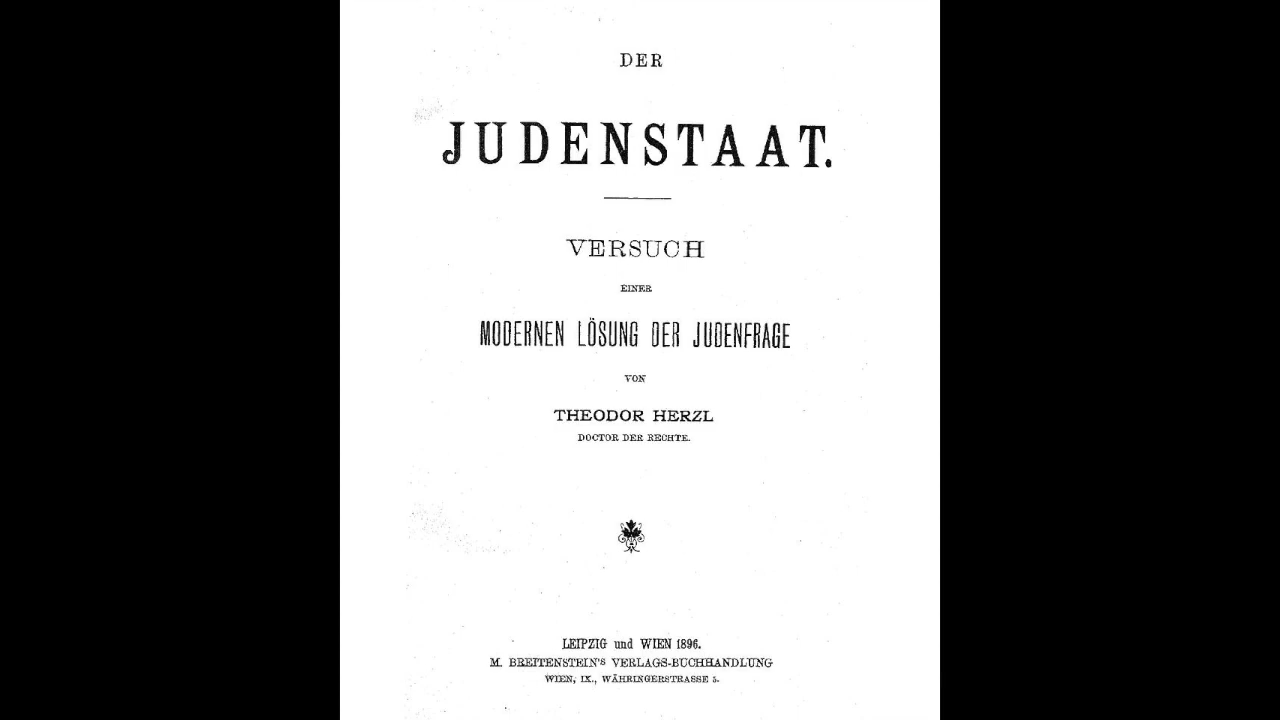 DER
JUDENSTAAT.
VERSUCH
EINER
MODERNEN LÖSUNG DER JUDENFRAGE
VON
THEODOR HERZL
DOCTOR DER RECHTE.
LEIPZIG und WIEN 1896.
M. BREITENSTEIN'S VERLAGS-BUCHHANDLUNG
WIEN, IX., WÄHRINGERSTRASSE 5.